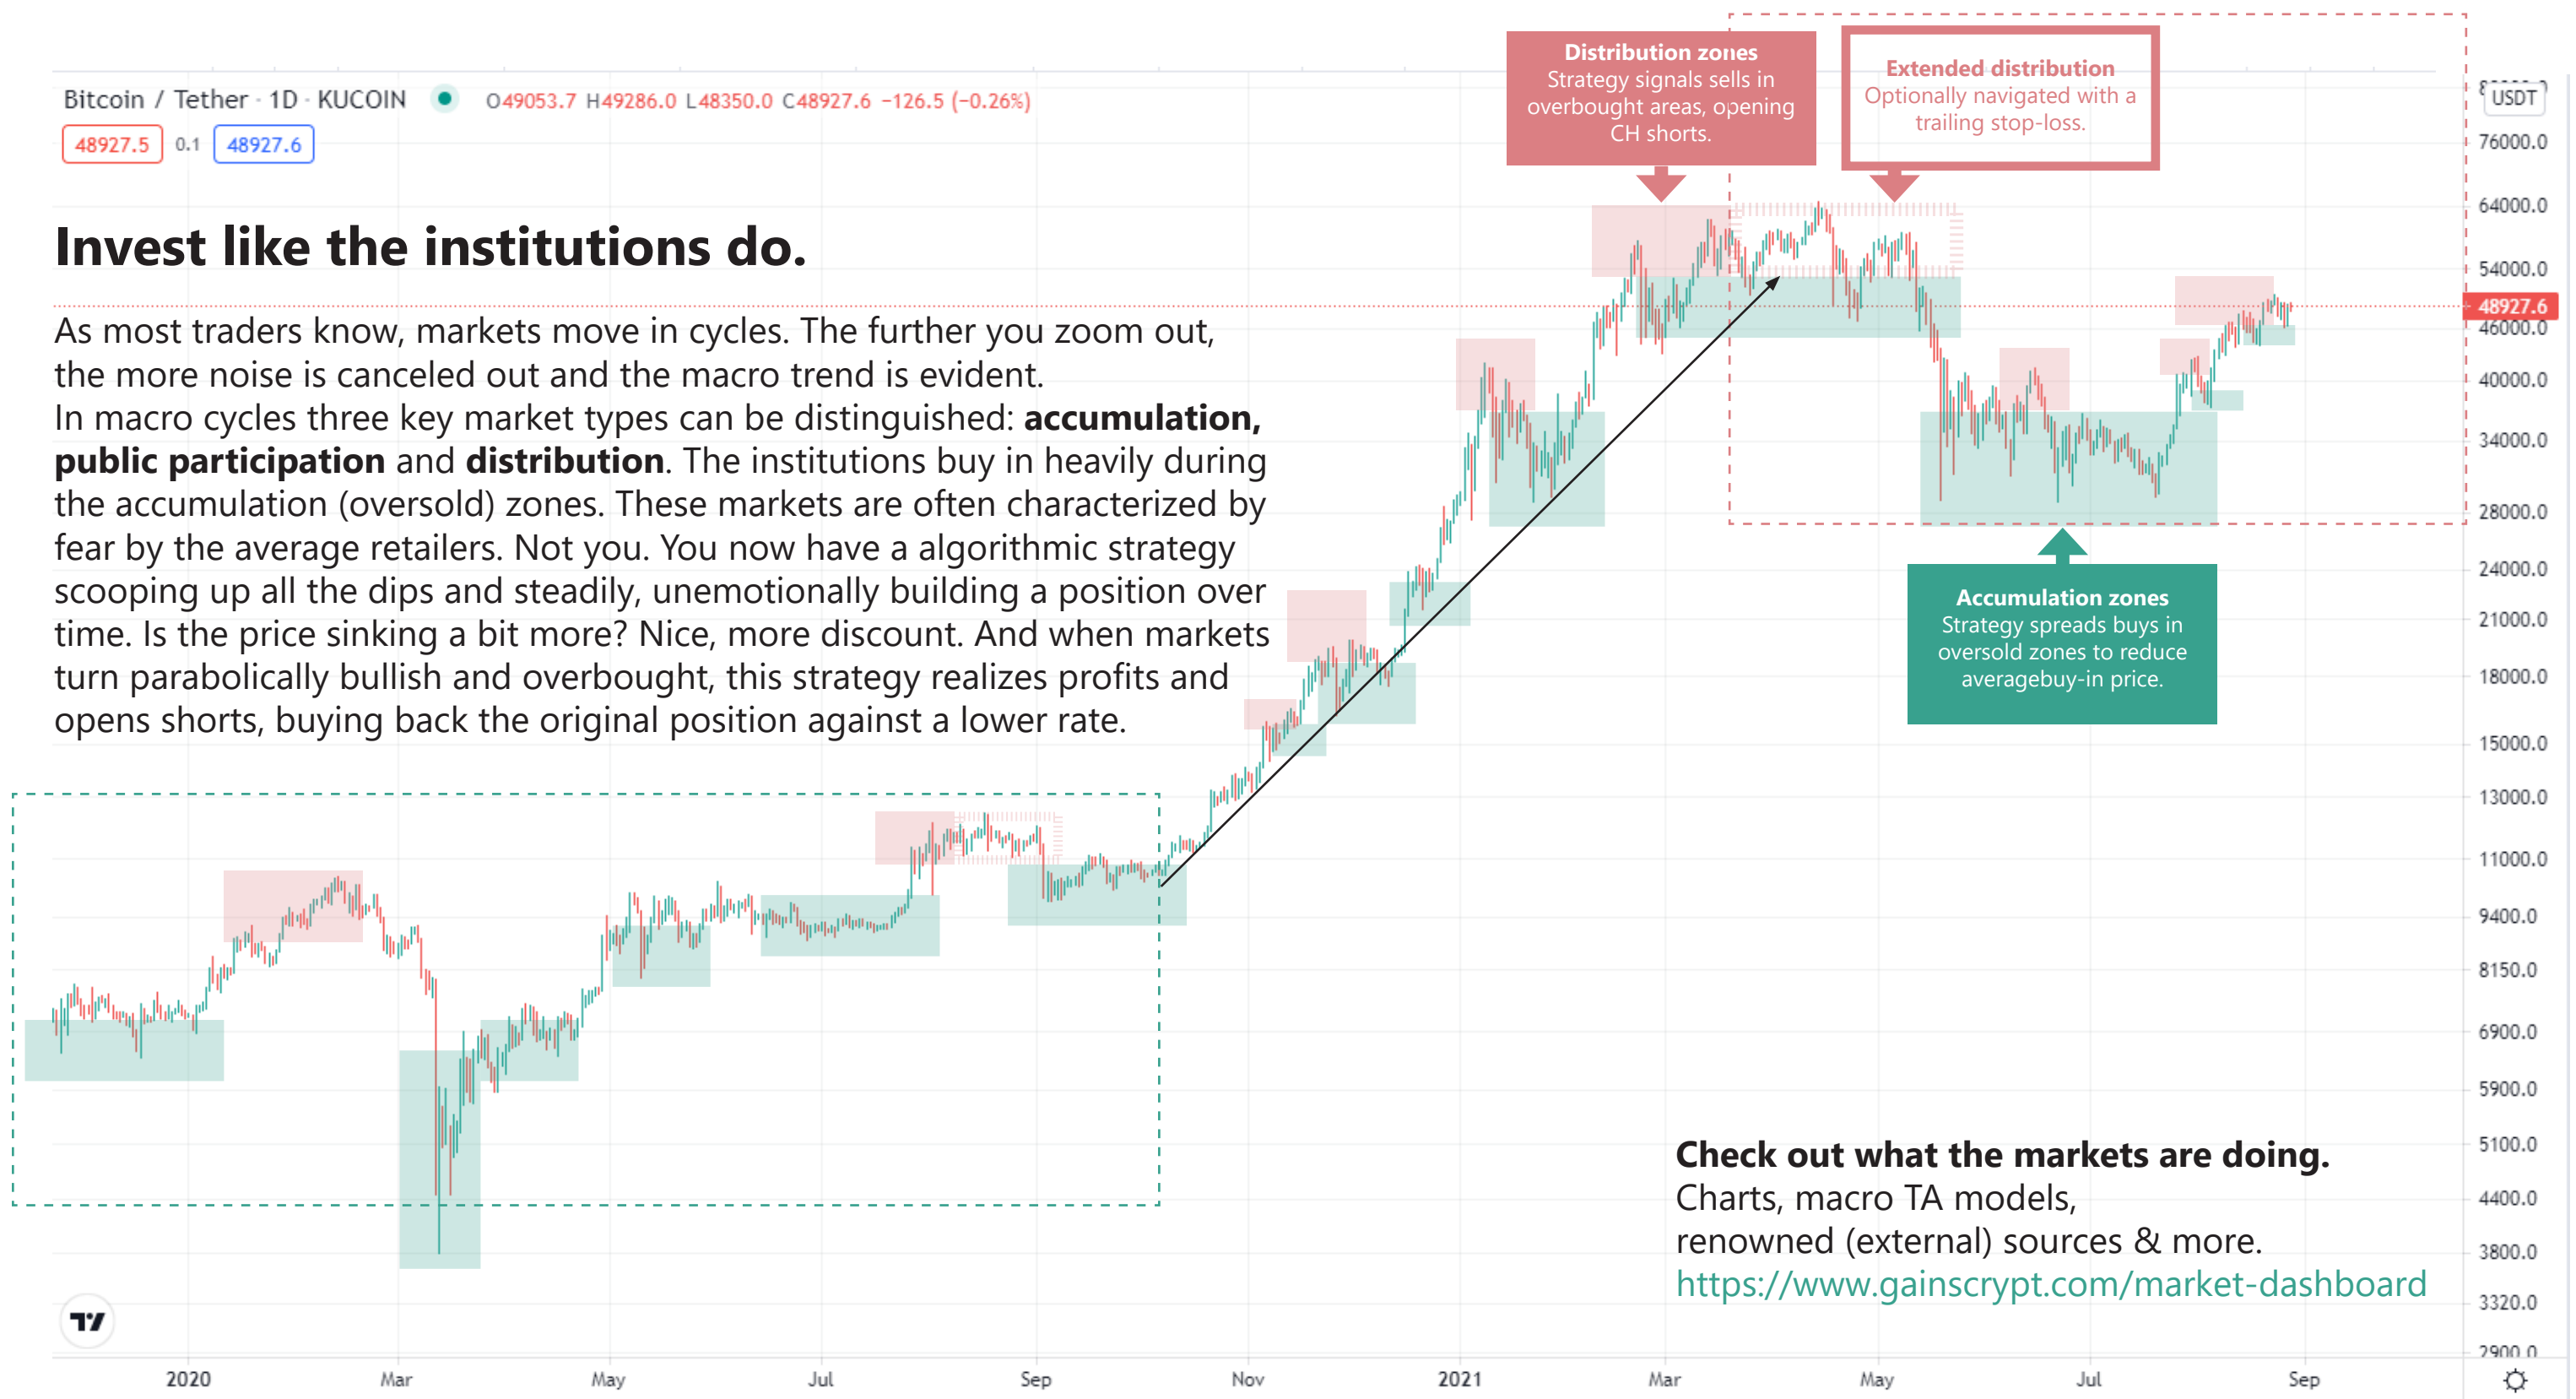 Bitcoin / Tether · 1D · KUCOIN O49053.7 H49286.0 L48350.0 C48927.6 −126.5 (−0.26%)
48927.5 0.1 48927.6
Invest like the institutions do.
As most traders know, markets move in cycles. The further you zoom out,
the more noise is canceled out and the macro trend is evident.
In macro cycles three key market types can be distinguished: accumulation,
public participation and distribution. The institutions buy in heavily during
the accumulation (oversold) zones. These markets are often characterized by
fear by the average retailers. Not you. You now have a algorithmic strategy
scooping up all the dips and steadily, unemotionally building a position over
time. Is the price sinking a bit more? Nice, more discount. And when markets
turn parabolically bullish and overbought, this strategy realizes profits and
opens shorts, buying back the original position against a lower rate.
Distribution zones
Strategy signals sells in
overbought areas, opening
CH shorts.
Extended distribution
Optionally navigated with a
trailing stop-loss.
Accumulation zones
Strategy spreads buys in
oversold zones to reduce
averagebuy-in price.
Check out what the markets are doing.
Charts, macro TA models,
renowned (external) sources & more.
https://www.gainscrypt.com/market-dashboard
USDT
76000.0
64000.0
54000.0
48927.6
46000.0
40000.0
34000.0
28000.0
24000.0
21000.0
18000.0
15000.0
13000.0
11000.0
9400.0
8150.0
6900.0
5900.0
5100.0
4400.0
3800.0
3320.0
2900.0
2020 Mar May Jul Sep Nov 2021 Mar May Jul Sep